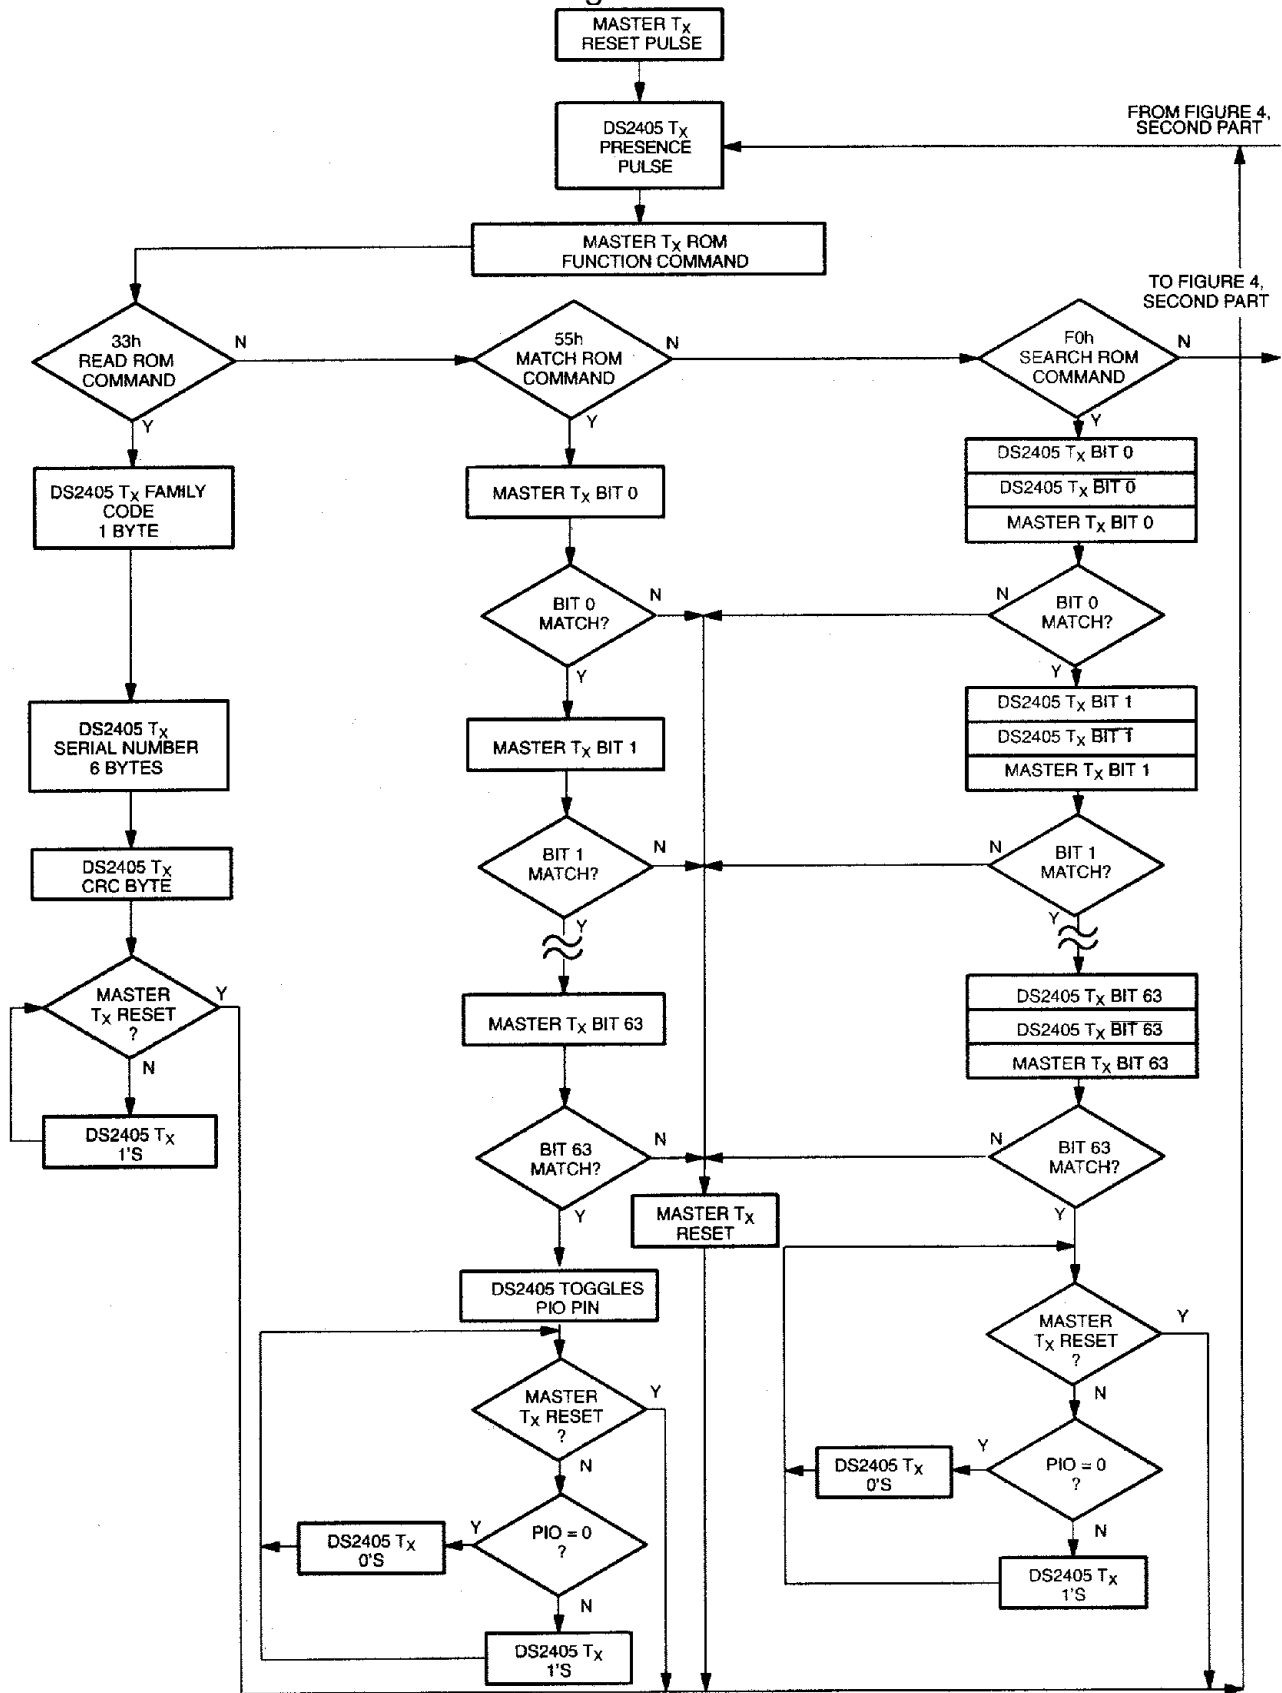 MASTER TX
RESET PULSE
DS2405 TX
PRESENCE
PULSE
FROM FIGURE 4,
SECOND PART
MASTER TX ROM
FUNCTION COMMAND
TO FIGURE 4,
SECOND PART
33h
READ ROM
COMMAND
N
Y
55h
MATCH ROM
COMMAND
N
Y
F0h
SEARCH ROM
COMMAND
N
Y
DS2405 TX FAMILY
CODE
1 BYTE
DS2405 TX
SERIAL NUMBER
6 BYTES
DS2405 TX
CRC BYTE
MASTER
TX RESET
?
Y
N
DS2405 TX
1'S
MASTER TX BIT 0
BIT 0
MATCH?
N
Y
MASTER TX BIT 1
BIT 1
MATCH?
N
Y
MASTER TX BIT 63
BIT 63
MATCH?
N
Y
DS2405 TOGGLES
PIO PIN
MASTER
TX RESET
?
Y
N
PIO = 0
?
Y
N
DS2405 TX
0'S
DS2405 TX
1'S
MASTER TX
RESET
DS2405 TX BIT 0
DS2405 TX BIT 0
MASTER TX BIT 0
BIT 0
MATCH?
N
Y
DS2405 TX BIT 1
DS2405 TX BIT 1
MASTER TX BIT 1
BIT 1
MATCH?
N
Y
DS2405 TX BIT 63
DS2405 TX BIT 63
MASTER TX BIT 63
BIT 63
MATCH?
N
Y
MASTER
TX RESET
?
Y
N
PIO = 0
?
Y
N
DS2405 TX
0'S
DS2405 TX
1'S